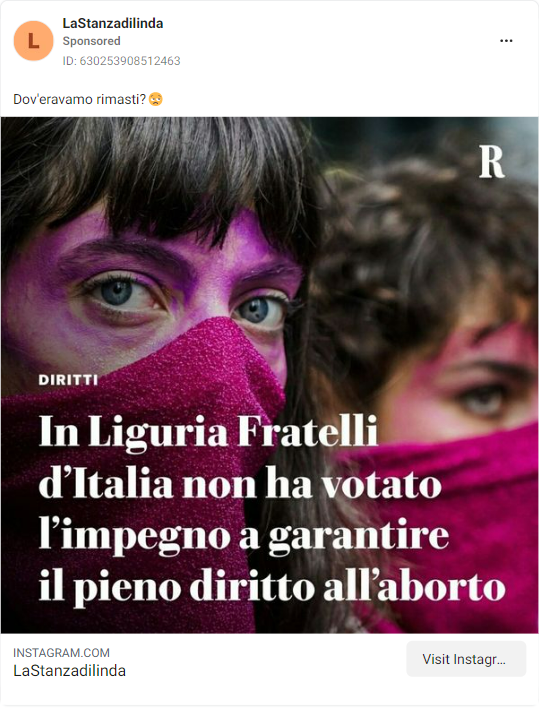 LaStanzadilinda
Sponsored
ID: 630253908512463
L
Dov'eravamo rimasti?😥
R
DIRITTI
In Liguria Fratelli
d'Italia non ha votato
l'impegno a garantire
il pieno diritto all'aborto
INSTAGRAM.COM
LaStanzadilinda
Visit Instagr...